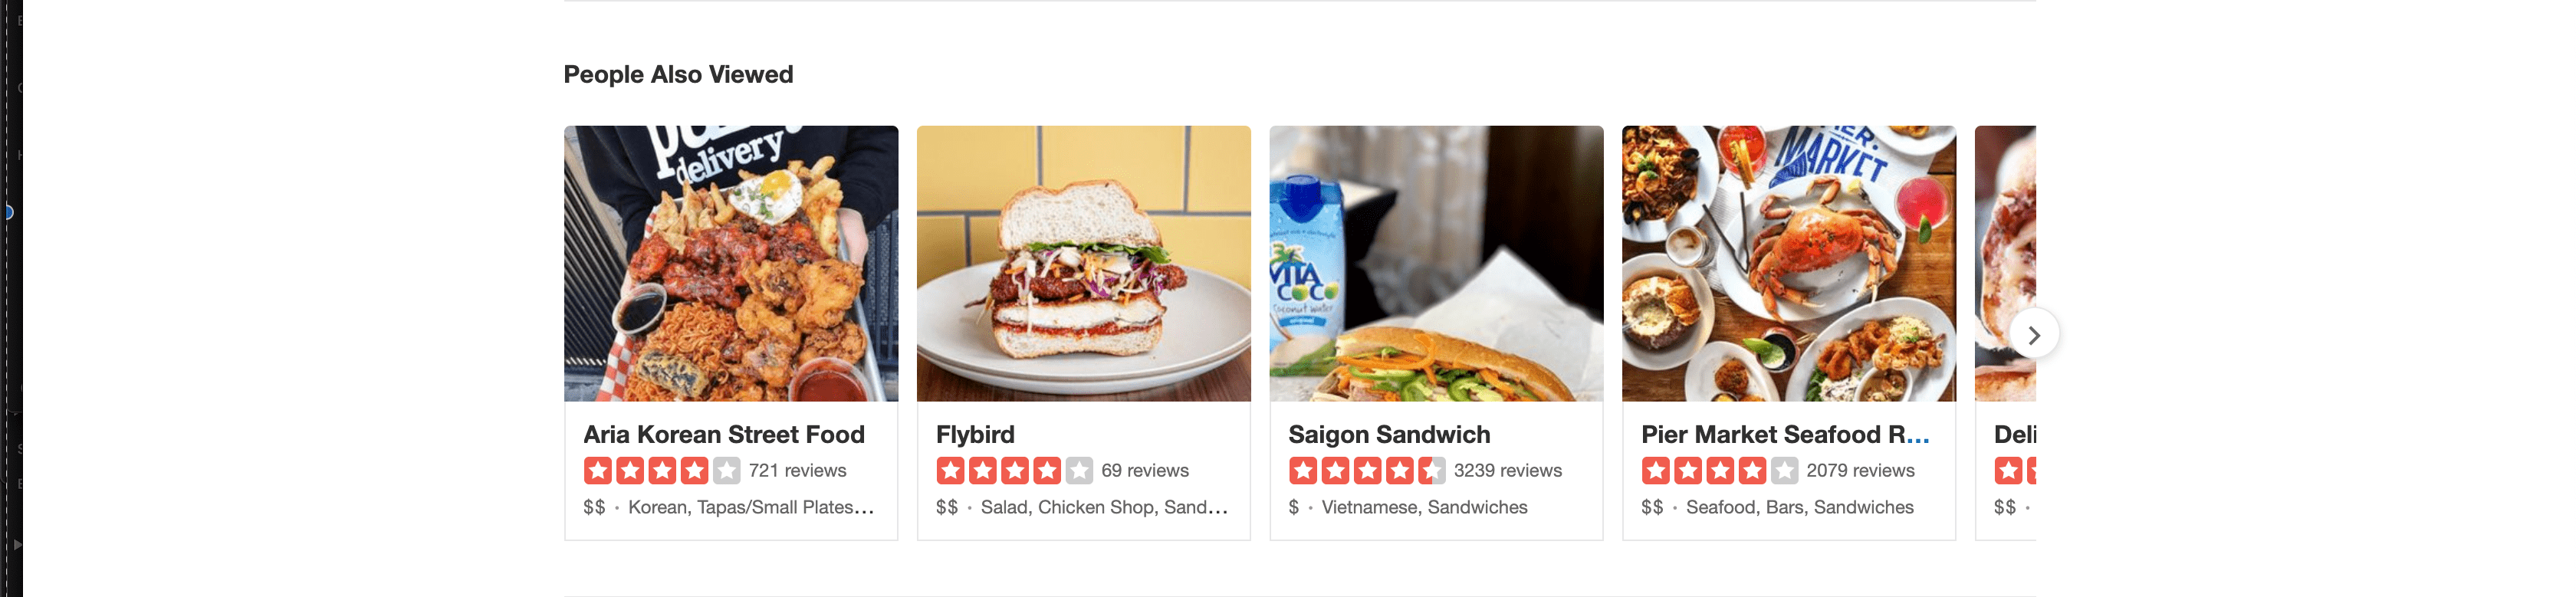 People Also Viewed
delivery
VITA
COCO
Coconut Water
original
PIER
MARKET
Aria Korean Street Food
721 reviews
$$ · Korean, Tapas/Small Plates...
Flybird
69 reviews
$$ · Salad, Chicken Shop, Sand...
Saigon Sandwich
3239 reviews
$ · Vietnamese, Sandwiches
Pier Market Seafood R...
2079 reviews
$$ · Seafood, Bars, Sandwiches
Deli
$$ ·